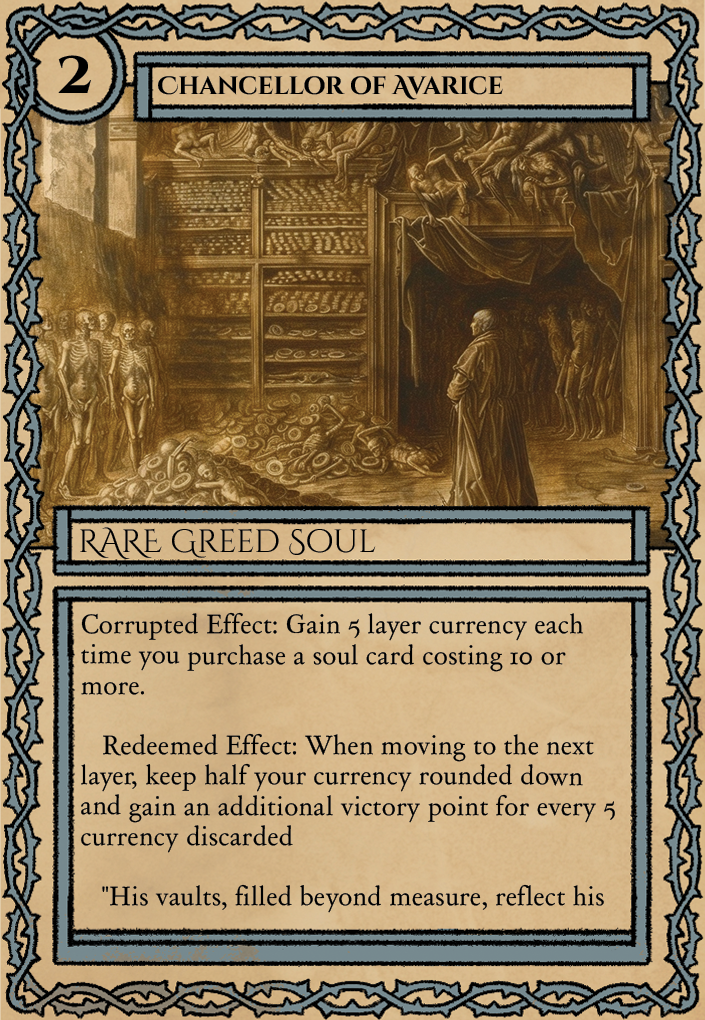 2
Chancellor of Avarice
Rare Greed Soul
Corrupted Effect: Gain 5 layer currency each
time you purchase a soul card costing 10 or
more.
Redeemed Effect: When moving to the next
layer, keep half your currency rounded down
and gain an additional victory point for every 5
currency discarded
"His vaults, filled beyond measure, reflect his